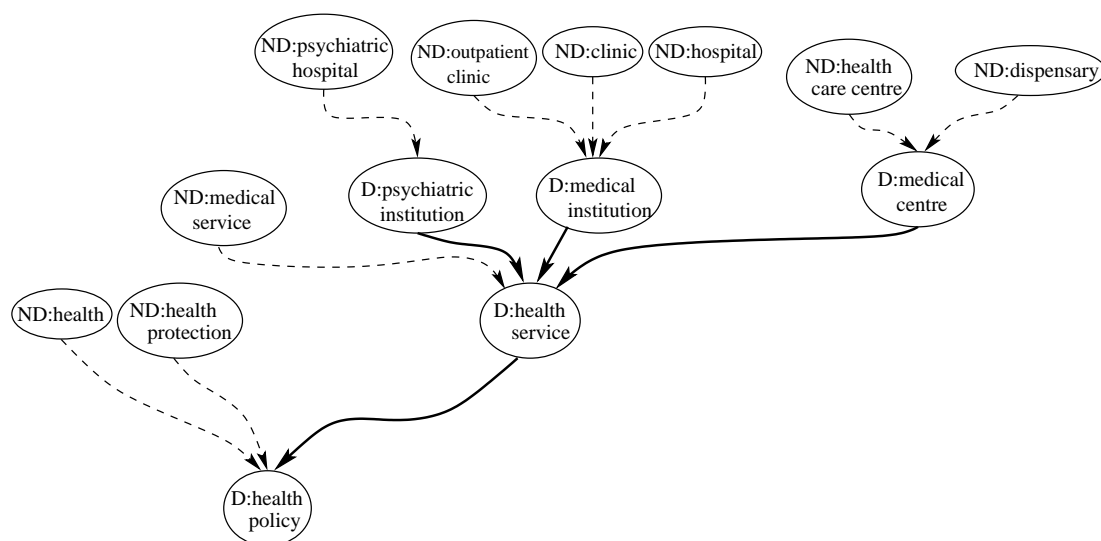 ND:psychiatric
hospital
ND:outpatient
clinic
ND:clinic
ND:hospital
ND:health
care centre
ND:dispensary
ND:medical
service
D:psychiatric
institution
D:medical
institution
D:medical
centre
ND:health
ND:health
protection
D:health
service
D:health
policy